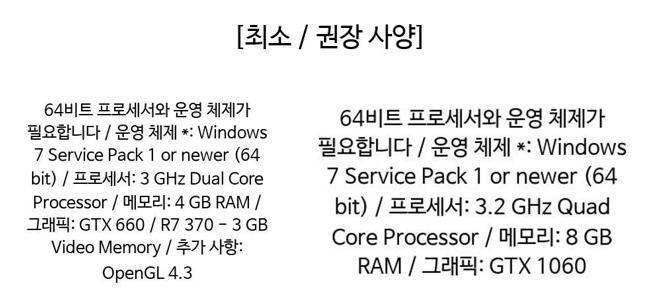 [최소 / 권장 사양]
64비트 프로세서와 운영 체제가
필요합니다 / 운영 체제 *: Windows
7 Service Pack 1 or newer (64
bit) / 프로세서: 3 GHz Dual Core
Processor / 메모리: 4 GB RAM /
그래픽: GTX 660 / R7 370 - 3 GB
Video Memory / 추가 사항:
OpenGL 4.3
64비트 프로세서와 운영 체제가
필요합니다 / 운영 체제 *: Windows
7 Service Pack 1 or newer (64
bit) / 프로세서: 3.2 GHz Quad
Core Processor / 메모리: 8 GB
RAM / 그래픽: GTX 1060